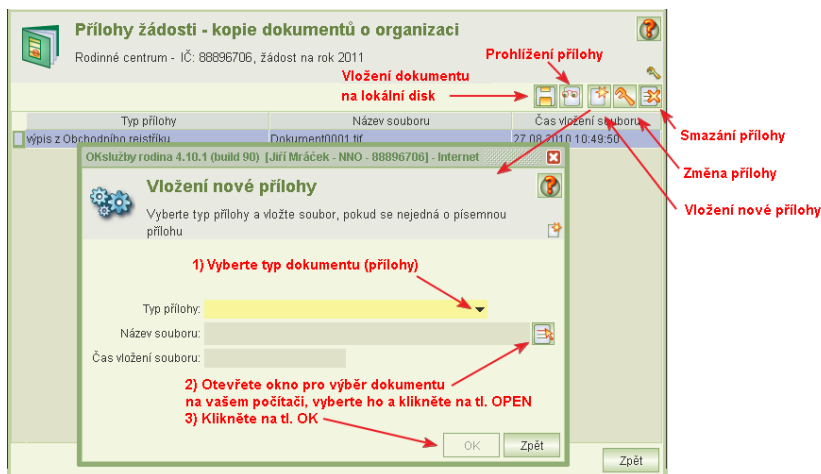 Přílohy žádosti - kopie dokumentů o organizaci
Rodinné centrum - IČ: 88896706, žádost na rok 2011
Prohlížení přílohy
Vložení dokumentu
na lokální disk
Typ přílohy Název souboru Čas vložení souboru
výpis z Obchodního rejstříku Dokument0001.tif 27.08.2010 10:49:50
Smazání přílohy
Změna přílohy
Vložení nové přílohy
OKslužby rodina 4.10.1 (build 90) [Jiří Mráček - NNO - 88896706] - Internet
Vložení nové přílohy
Vyberte typ přílohy a vložte soubor, pokud se nejedná o písemnou
přílohu
1) Vyberte typ dokumentu (přílohy)
Typ přílohy:
Název souboru:
Čas vložení souboru:
2) Otevřete okno pro výběr dokumentu
na vašem počítači, vyberte ho a klikněte na tl. OPEN
3) Klikněte na tl. OK
OK Zpět
Zpět